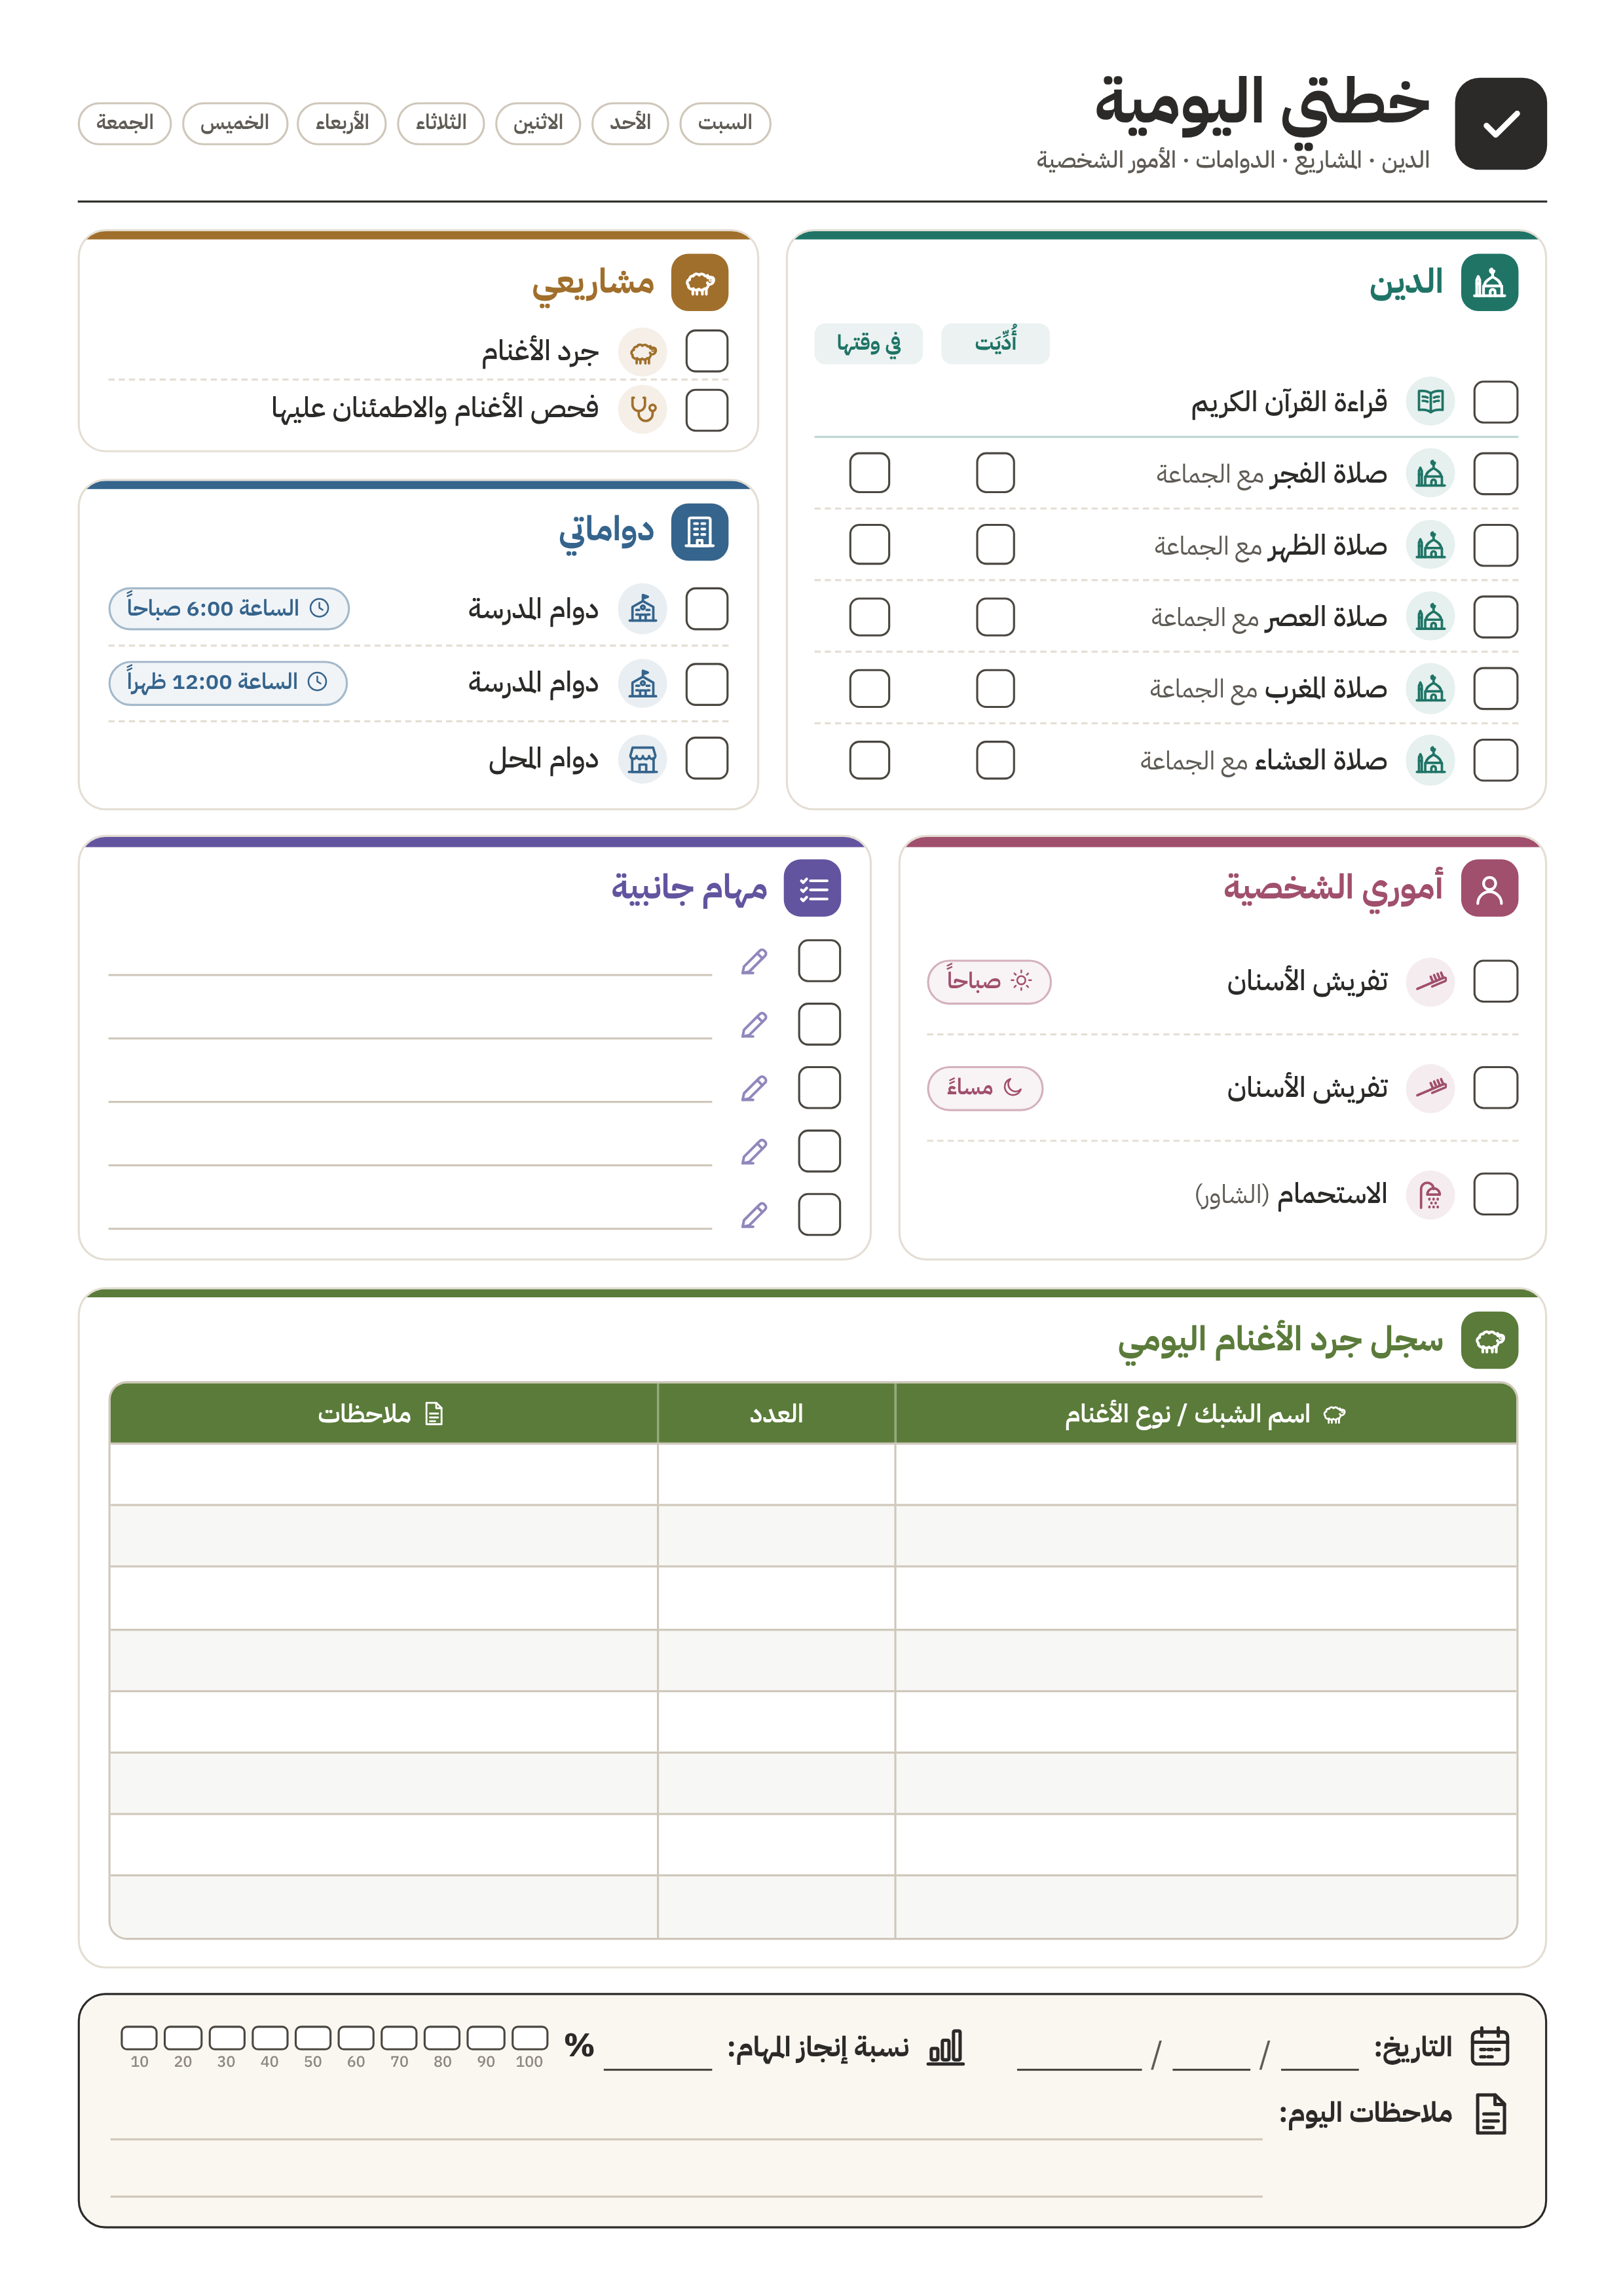 خطتي اليومية
الدين · المشاريع · الدوامات · الأمور الشخصية
السبت الأحد الاثنين الثلاثاء الأربعاء الخميس الجمعة
الدين
أُدِّيَت في وقتها
قراءة القرآن الكريم
صلاة الفجر مع الجماعة
صلاة الظهر مع الجماعة
صلاة العصر مع الجماعة
صلاة المغرب مع الجماعة
صلاة العشاء مع الجماعة
مشاريعي
جرد الأغنام
فحص الأغنام والاطمئنان عليها
دواماتي
دوام المدرسة الساعة 6:00 صباحاً
دوام المدرسة الساعة 12:00 ظهراً
دوام المحل
أموري الشخصية
تفريش الأسنان صباحاً
تفريش الأسنان مساءً
الاستحمام (الشاور)
مهام جانبية
سجل جرد الأغنام اليومي
اسم الشبك / نوع الأغنام العدد ملاحظات
التاريخ: / / نسبة إنجاز المهام: %
100 90 80 70 60 50 40 30 20 10
ملاحظات اليوم: